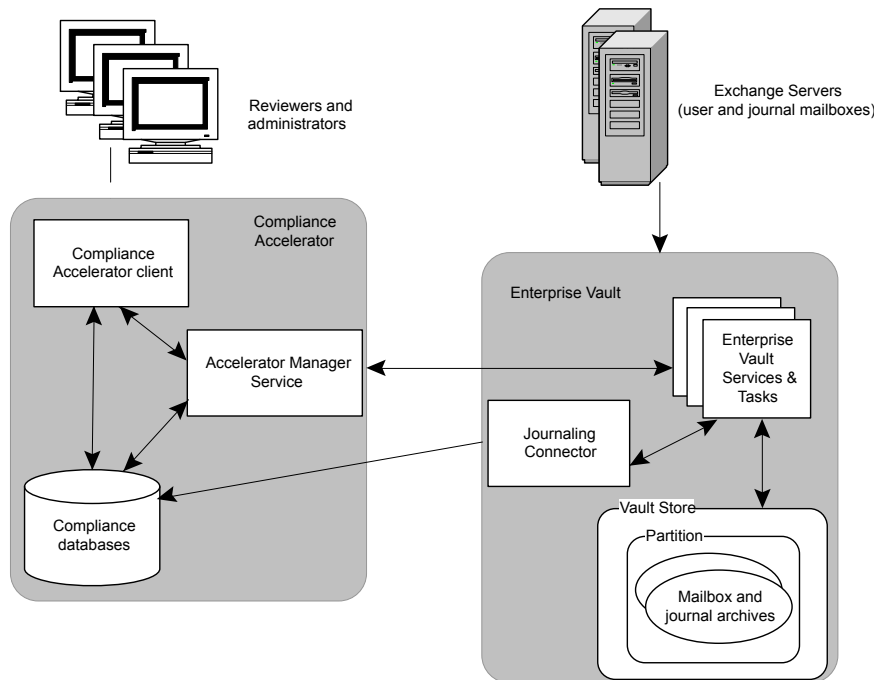 Reviewers and
administrators
Exchange Servers
(user and journal mailboxes)
Compliance
Accelerator
Compliance
Accelerator client
Accelerator Manager
Service
Compliance
databases
Enterprise Vault
Enterprise
Vault
Services &
Tasks
Journaling
Connector
Vault Store
Partition
Mailbox and
journal archives